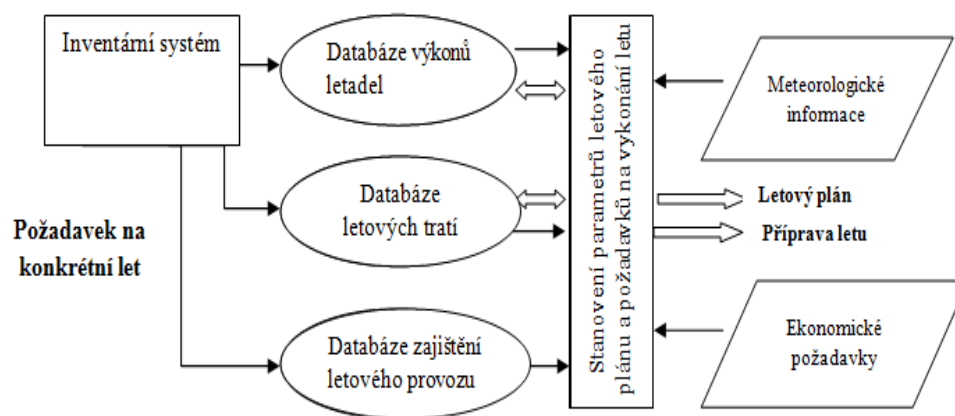 Inventární systém
Databáze výkonů
letadel
Databáze
letových tratí
Databáze zajištění
letového provozu
Požadavek na
konkrétní let
Stanovení parametrů letového
plánu a požadavků na vykonání letu
Meteorologické
informace
Letový plán
Příprava letu
Ekonomické
požadavky